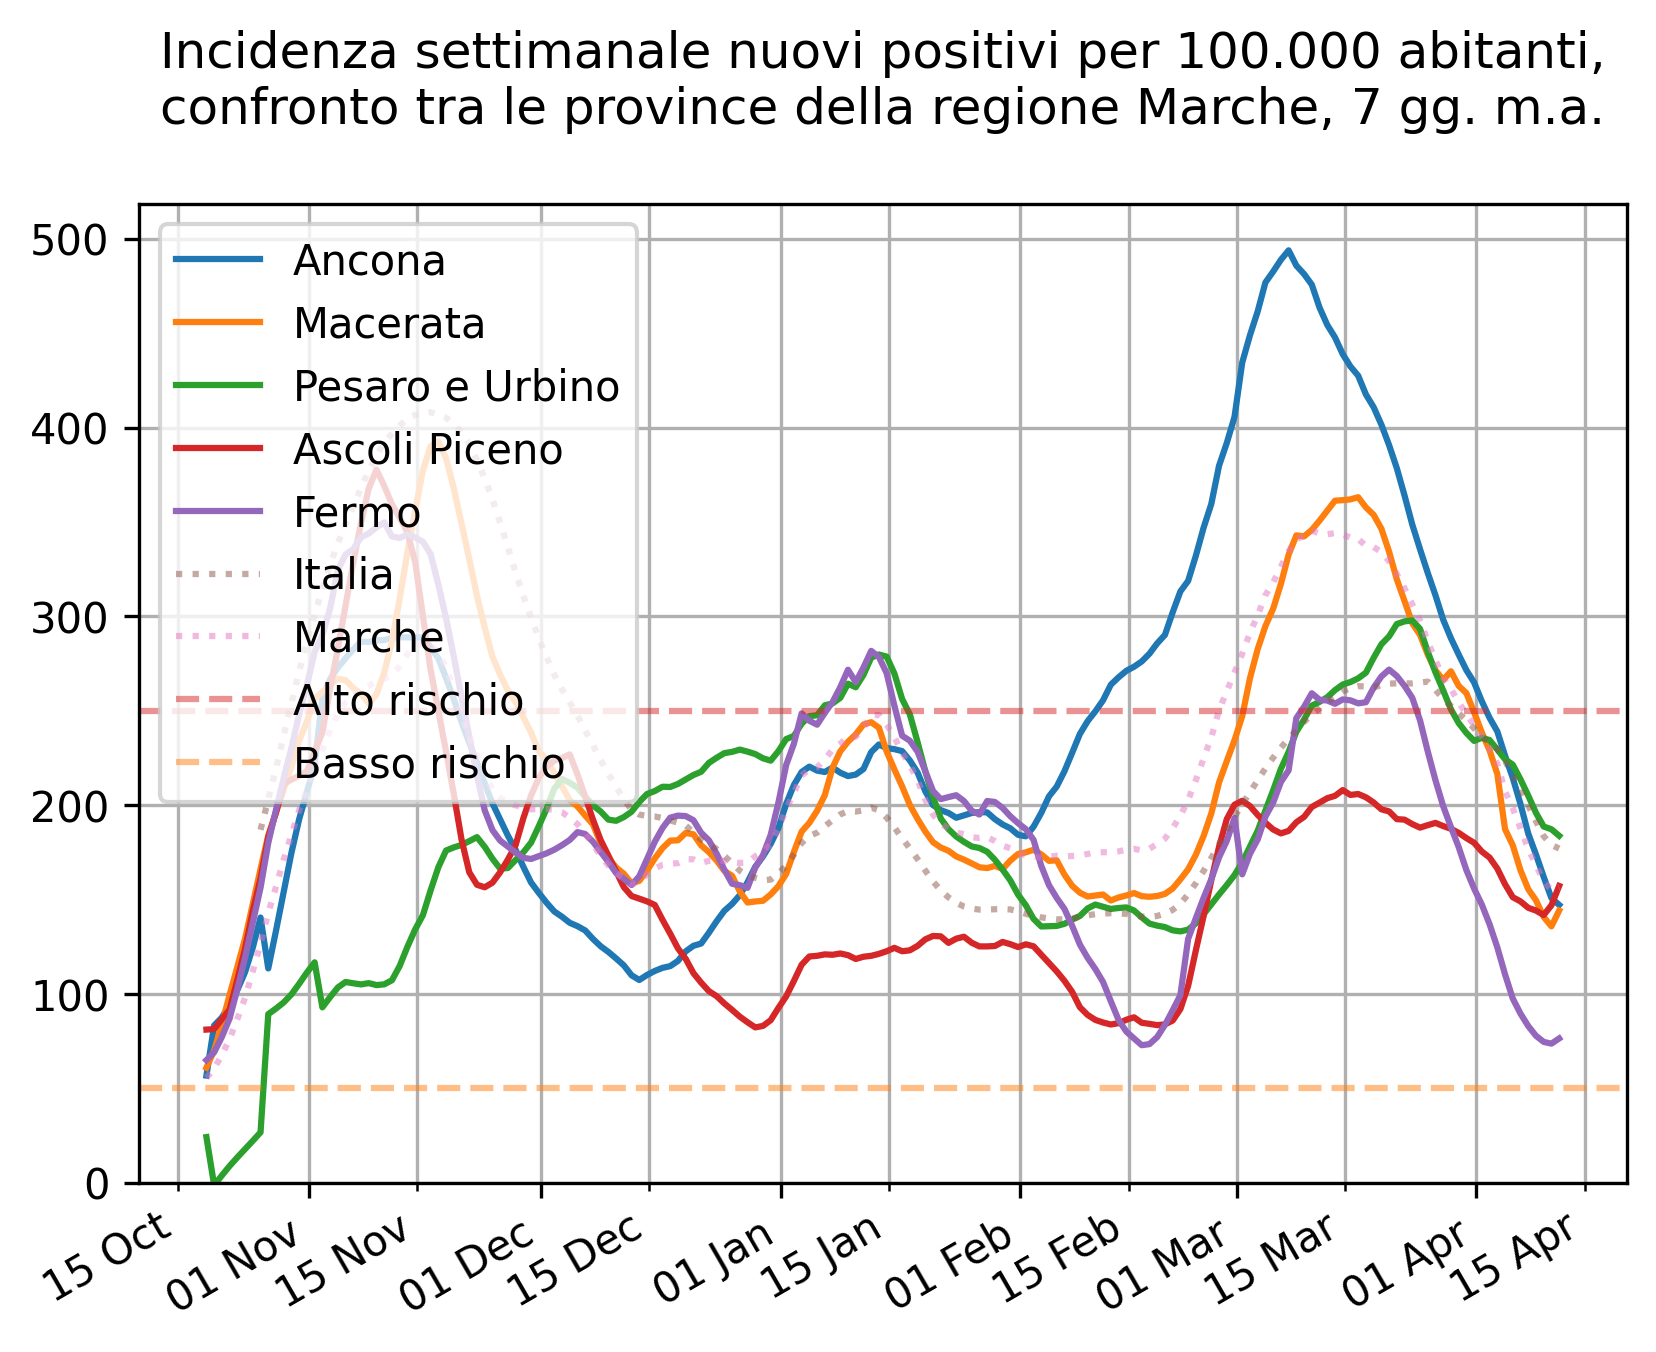 Incidenza settimanale nuovi positivi per 100.000 abitanti,
confronto tra le province della regione Marche, 7 gg. m.a.
500
400
300
200
100
0
Ancona
Macerata
Pesaro e Urbino
Ascoli Piceno
Fermo
Italia
Marche
Alto rischio
Basso rischio
15 Oct
01 Nov
15 Nov
01 Dec
15 Dec
01 Jan
15 Jan
01 Feb
15 Feb
01 Mar
15 Mar
01 Apr
15 Apr